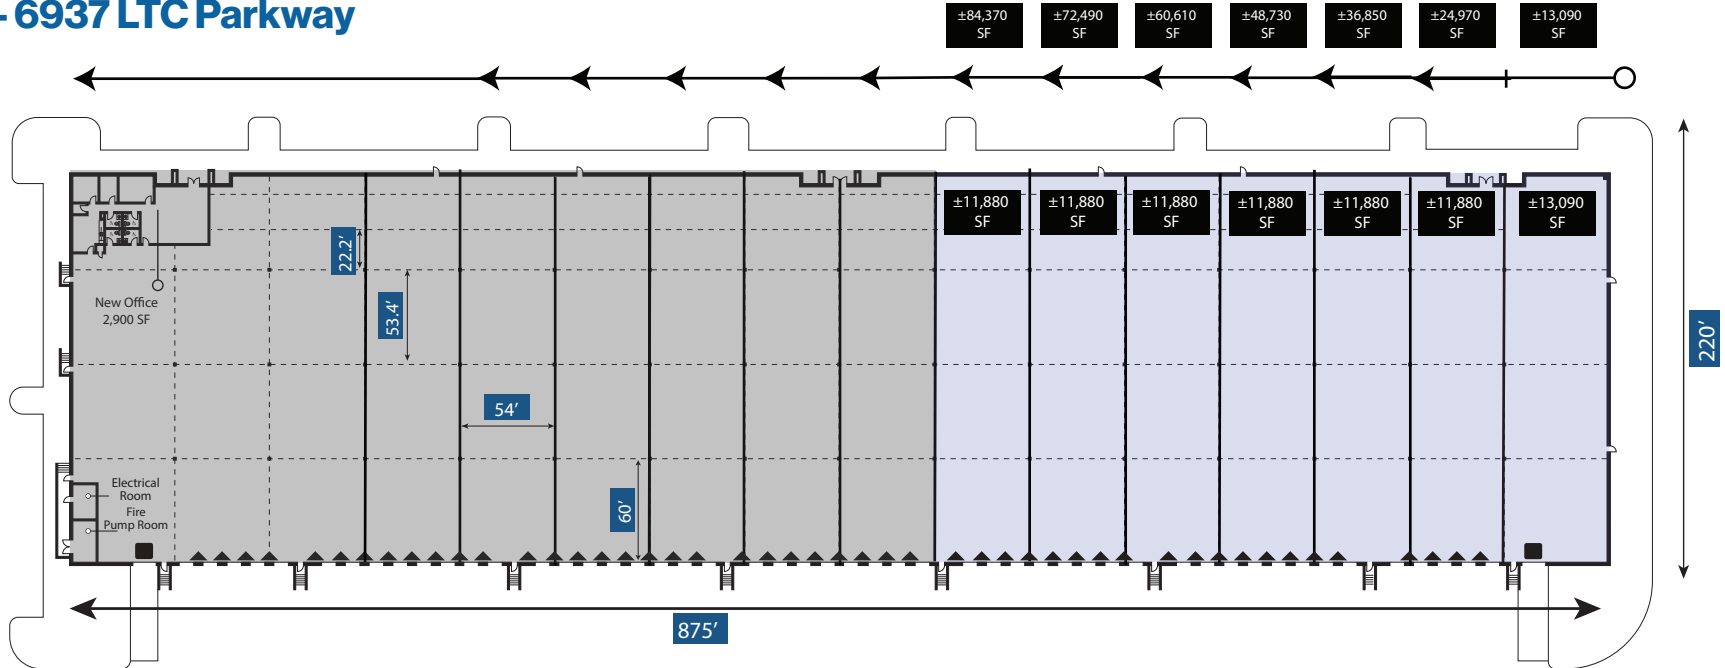 - 6937 LTC Parkway
±84,370
SF
±72,490
SF
±60,610
SF
±48,730
SF
±36,850
SF
±24,970
SF
±13,090
SF
±11,880
SF
±11,880
SF
±11,880
SF
±11,880
SF
±11,880
SF
±11,880
SF
±13,090
SF
22.2'
53.4'
New Office
2,900 SF
220'
54'
Electrical
Room
Fire
Pump Room
60'
875'